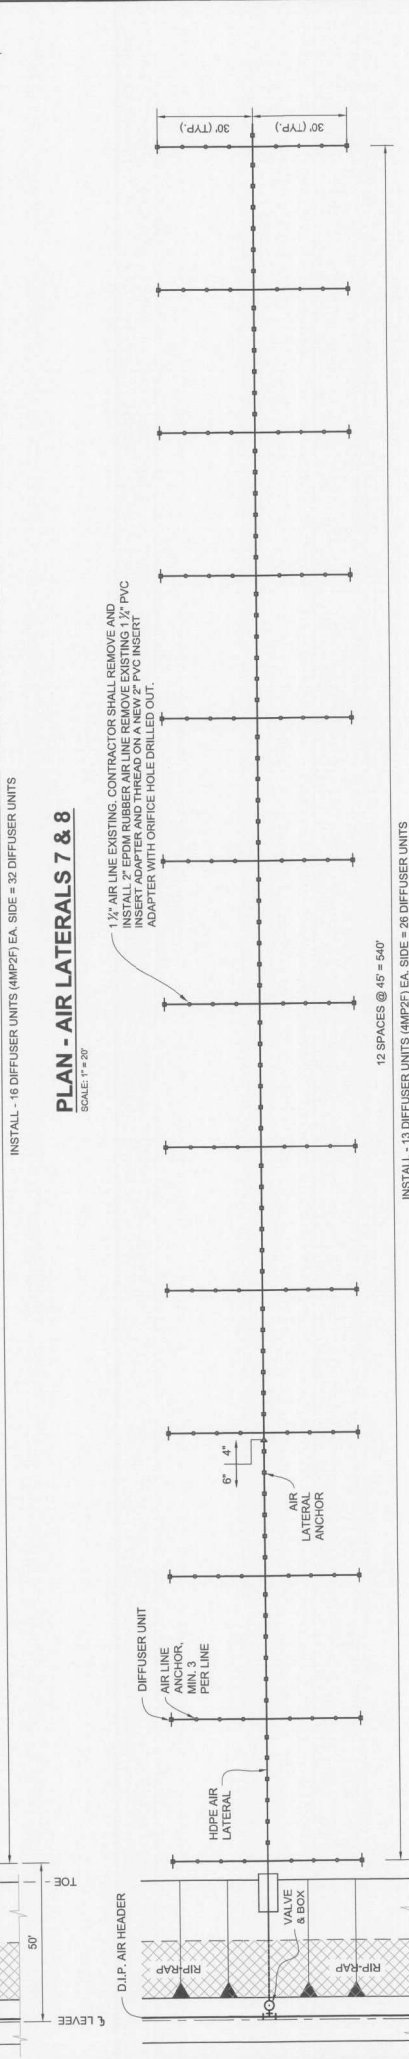 INSTALL - 16 DIFFUSER UNITS (4MP2F) EA. SIDE = 32 DIFFUSER UNITS
PLAN - AIR LATERALS 7 & 8
SCALE: 1" = 20'
30' (TYP.)
30' (TYP.)
1 ¼" AIR LINE EXISTING. CONTRACTOR SHALL REMOVE AND
INSTALL 2" EPDM RUBBER AIR LINE REMOVE EXISTING 1 ¼" PVC
INSERT ADAPTER AND THREAD ON A NEW 2" PVC INSERT
ADAPTER WITH ORIFICE HOLE DRILLED OUT.
6"
4"
AIR
LATERAL
ANCHOR
DIFFUSER UNIT
AIR LINE
ANCHOR,
MIN. 3
PER LINE
HDPE AIR
LATERAL
D.I.P. AIR HEADER
VALVE
& BOX
RIP-RAP
RIP-RAP
TOE
50'
℄ LEVEE
12 SPACES @ 45' = 540'
INSTALL - 13 DIFFUSER UNITS (4MP2F) EA. SIDE = 26 DIFFUSER UNITS